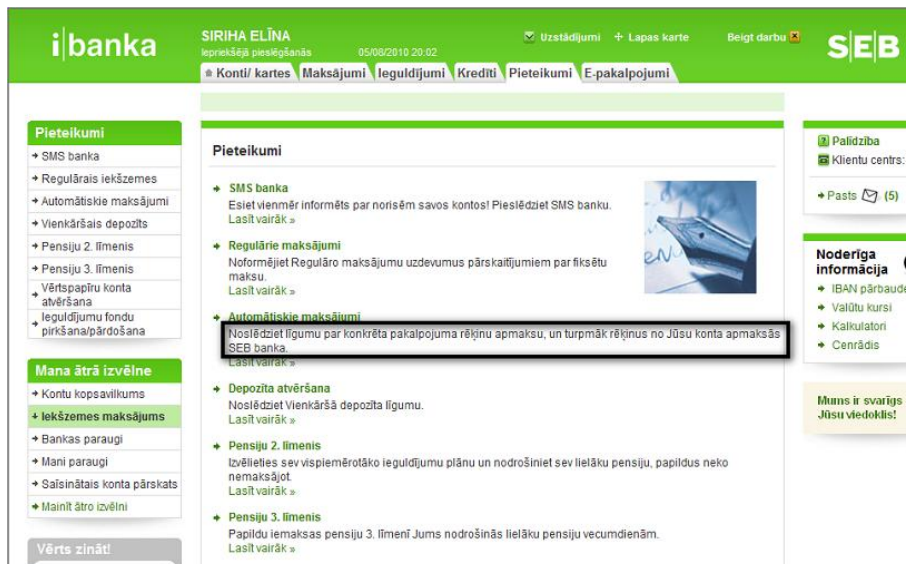 i|banka
SIRIHA ELĪNA
Iepriekšējā pieslēgšanās 05/08/2010 20:02
Uzstādījumi
Lapas karte
Beigt darbu
SEB
Konti/ kartes
Maksājumi
Ieguldījumi
Kredīti
Pieteikumi
E-pakalpojumi
Pieteikumi
SMS banka
Regulārais iekšzemes
Automātiskie maksājumi
Vienkāršais depozīts
Pensiju 2. līmenis
Pensiju 3. līmenis
Vērtspapīru konta
atvēršana
Ieguldījumu fondu
pirkšana/pārdošana
Mana ātrā izvēlne
Kontu kopsavilkums
Iekšzemes maksājums
Bankas paraugi
Mani paraugi
Saīsinātais konta pārskats
Mainīt ātro izvēlni
Vērts zināt!
Pieteikumi
SMS banka
Esiet vienmēr informēts par norisēm savos kontos! Pieslēdziet SMS banku.
Lasīt vairāk »
Regulārie maksājumi
Noformējiet Regulāro maksājumu uzdevumus pārskaitījumiem par fiksētu
maksu.
Lasīt vairāk »
Automātiskie maksājumi
Noslēdziet līgumu par konkrēta pakalpojuma rēķinu apmaksu, un turpmāk rēķinus no Jūsu konta apmaksās
SEB banka.
Lasīt vairāk »
Depozīta atvēršana
Noslēdziet Vienkāršā depozīta līgumu.
Lasīt vairāk »
Pensiju 2. līmenis
Izvēlieties sev vispiemērotāko ieguldījumu plānu un nodrošiniet sev lielāku pensiju, papildus neko
nemaksājot.
Lasīt vairāk »
Pensiju 3. līmenis
Papildu iemaksas pensiju 3. līmenī Jums nodrošinās lielāku pensiju vecumdienām.
Lasīt vairāk »
Palīdzība
Klientu centrs:
Pasts (5)
Noderīga
informācija
IBAN pārbaude
Valūtu kursi
Kalkulatori
Cenrādis
Mums ir svarīgs
Jūsu viedoklis!